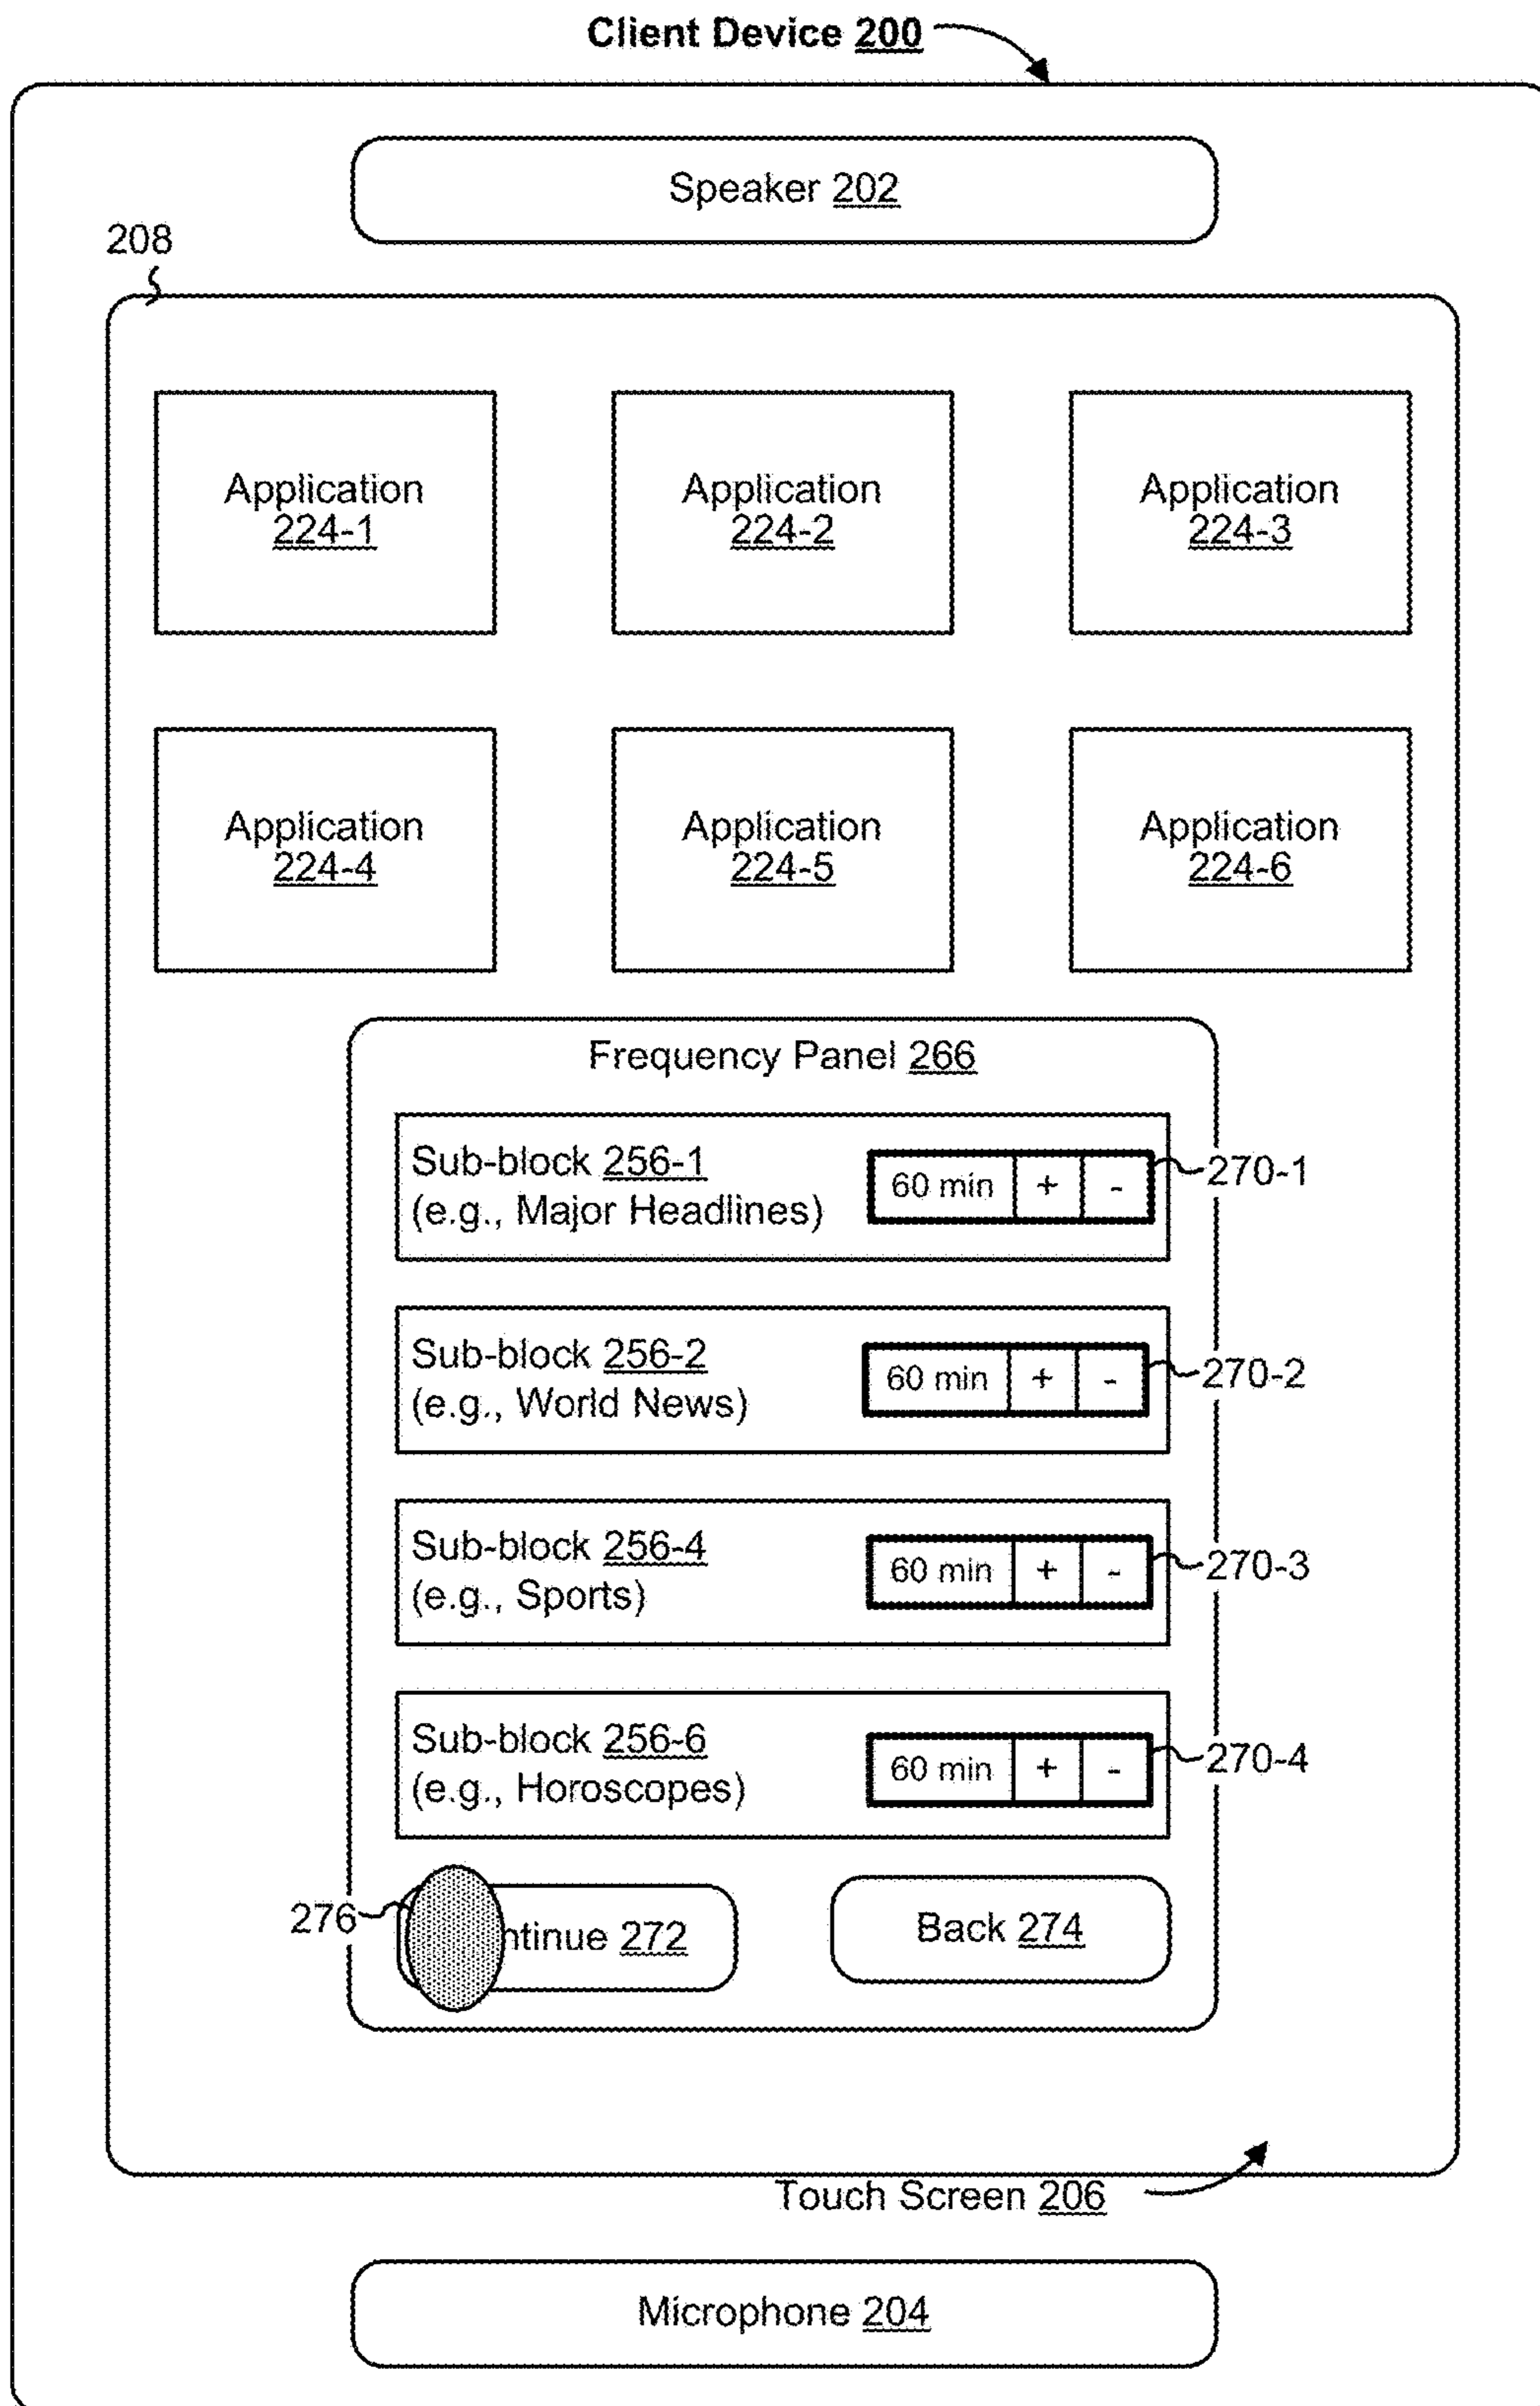 Client Device 200
Speaker 202
208
Application
224-1
Application
224-2
Application
224-3
Application
224-4
Application
224-5
Application
224-6
Frequency Panel 266
Sub-block 256-1
(e.g., Major Headlines)
60 min + -
270-1
Sub-block 256-2
(e.g., World News)
60 min + -
270-2
Sub-block 256-4
(e.g., Sports)
60 min + -
270-3
Sub-block 256-6
(e.g., Horoscopes)
60 min + -
270-4
276
ntinue 272
Back 274
Touch Screen 206
Microphone 204